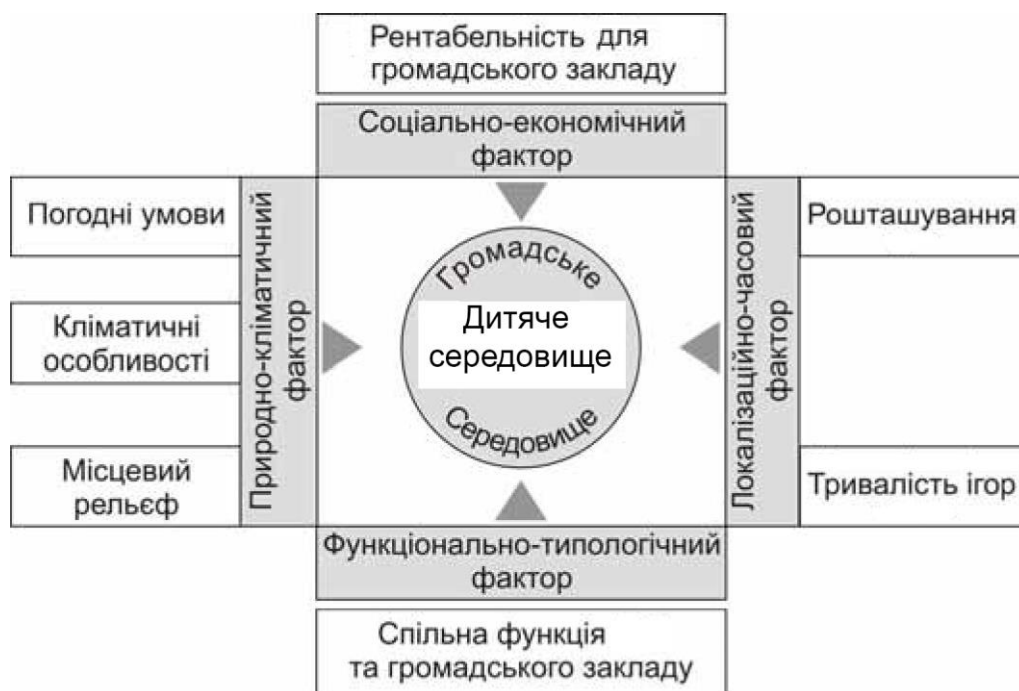 Рентабельність для
громадського закладу
Соціально-економічний
фактор
Погодні умови
Кліматичні
особливості
Місцевий
рельєф
Природно-кліматичний
фактор
Громадське
Дитяче
середовище
Середовище
Локалізаційно-часовий
фактор
Рошташування
Тривалість ігор
Функціонально-типологічний
фактор
Спільна функція
та громадського закладу